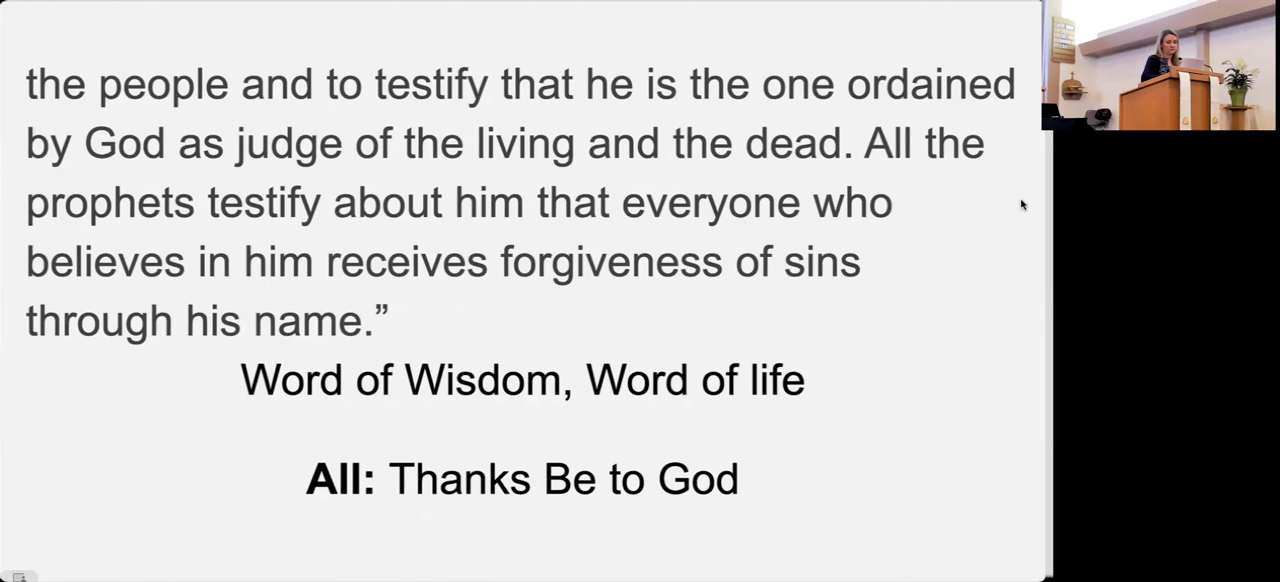 the people and to testify that he is the one ordained
by God as judge of the living and the dead. All the
prophets testify about him that everyone who
believes in him receives forgiveness of sins
through his name.”
Word of Wisdom, Word of life
All: Thanks Be to God